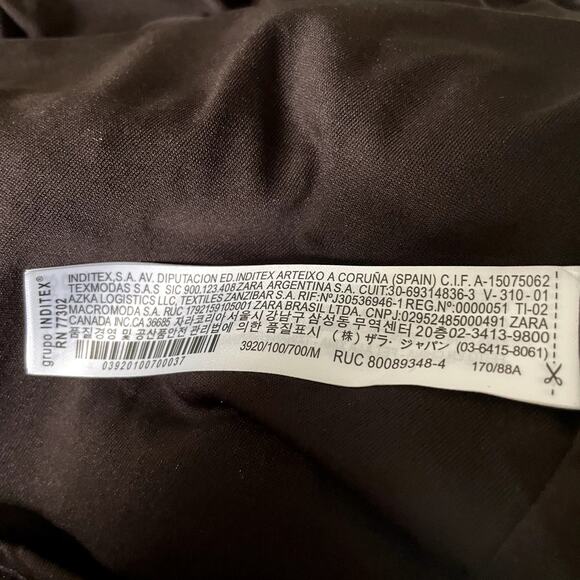 grupo INDITEX®
RN 77302
INDITEX,S.A. AV. DIPUTACION ED.INDITEX ARTEIXO A CORUÑA (SPAIN) C.I.F. A-15075062
TEXMODAS S.A.S SIC 900.123.408 ZARA ARGENTINA S.A. CUIT:30-69314836-3 V-310-01
AZKA LOGISTICS LLC, TEXTILES ZANZIBAR S.A. RIF:NºJ30536946-1 REG.Nº:0000051 TI-02
MACROMODA S.A. RUC 1792159105001 ZARA BRASIL LTDA. CNPJ:02952485000491 ZARA
CANADA INC.CA 36685 자라코리아/서울시강남구삼성동 무역센터 20층02-3413-9800
품질경영 및 공산품안전 관리법에 의한 품질표시 (株) ザラ・ジャパン (03-6415-8061)
03920100700037
3920/100/700/M RUC 80089348-4 170/88A